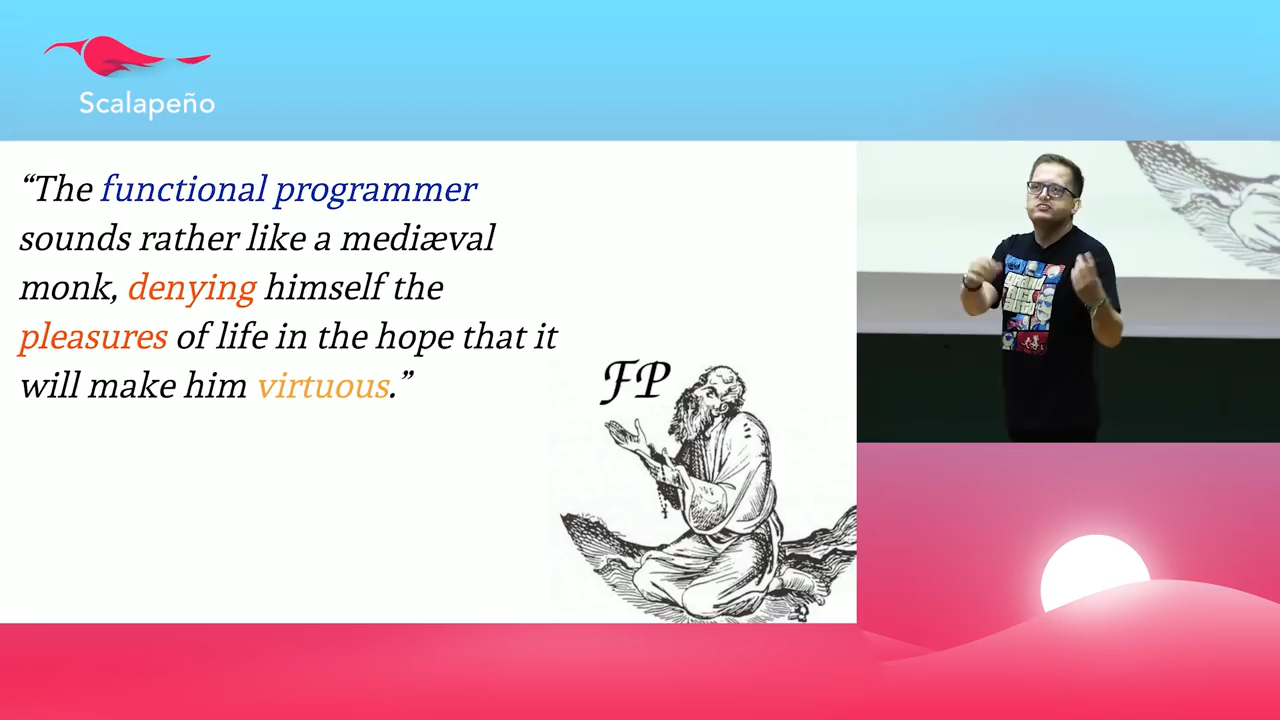 Scalapeño
“The functional programmer
sounds rather like a mediæval
monk, denying himself the
pleasures of life in the hope that it
will make him virtuous.”
FP